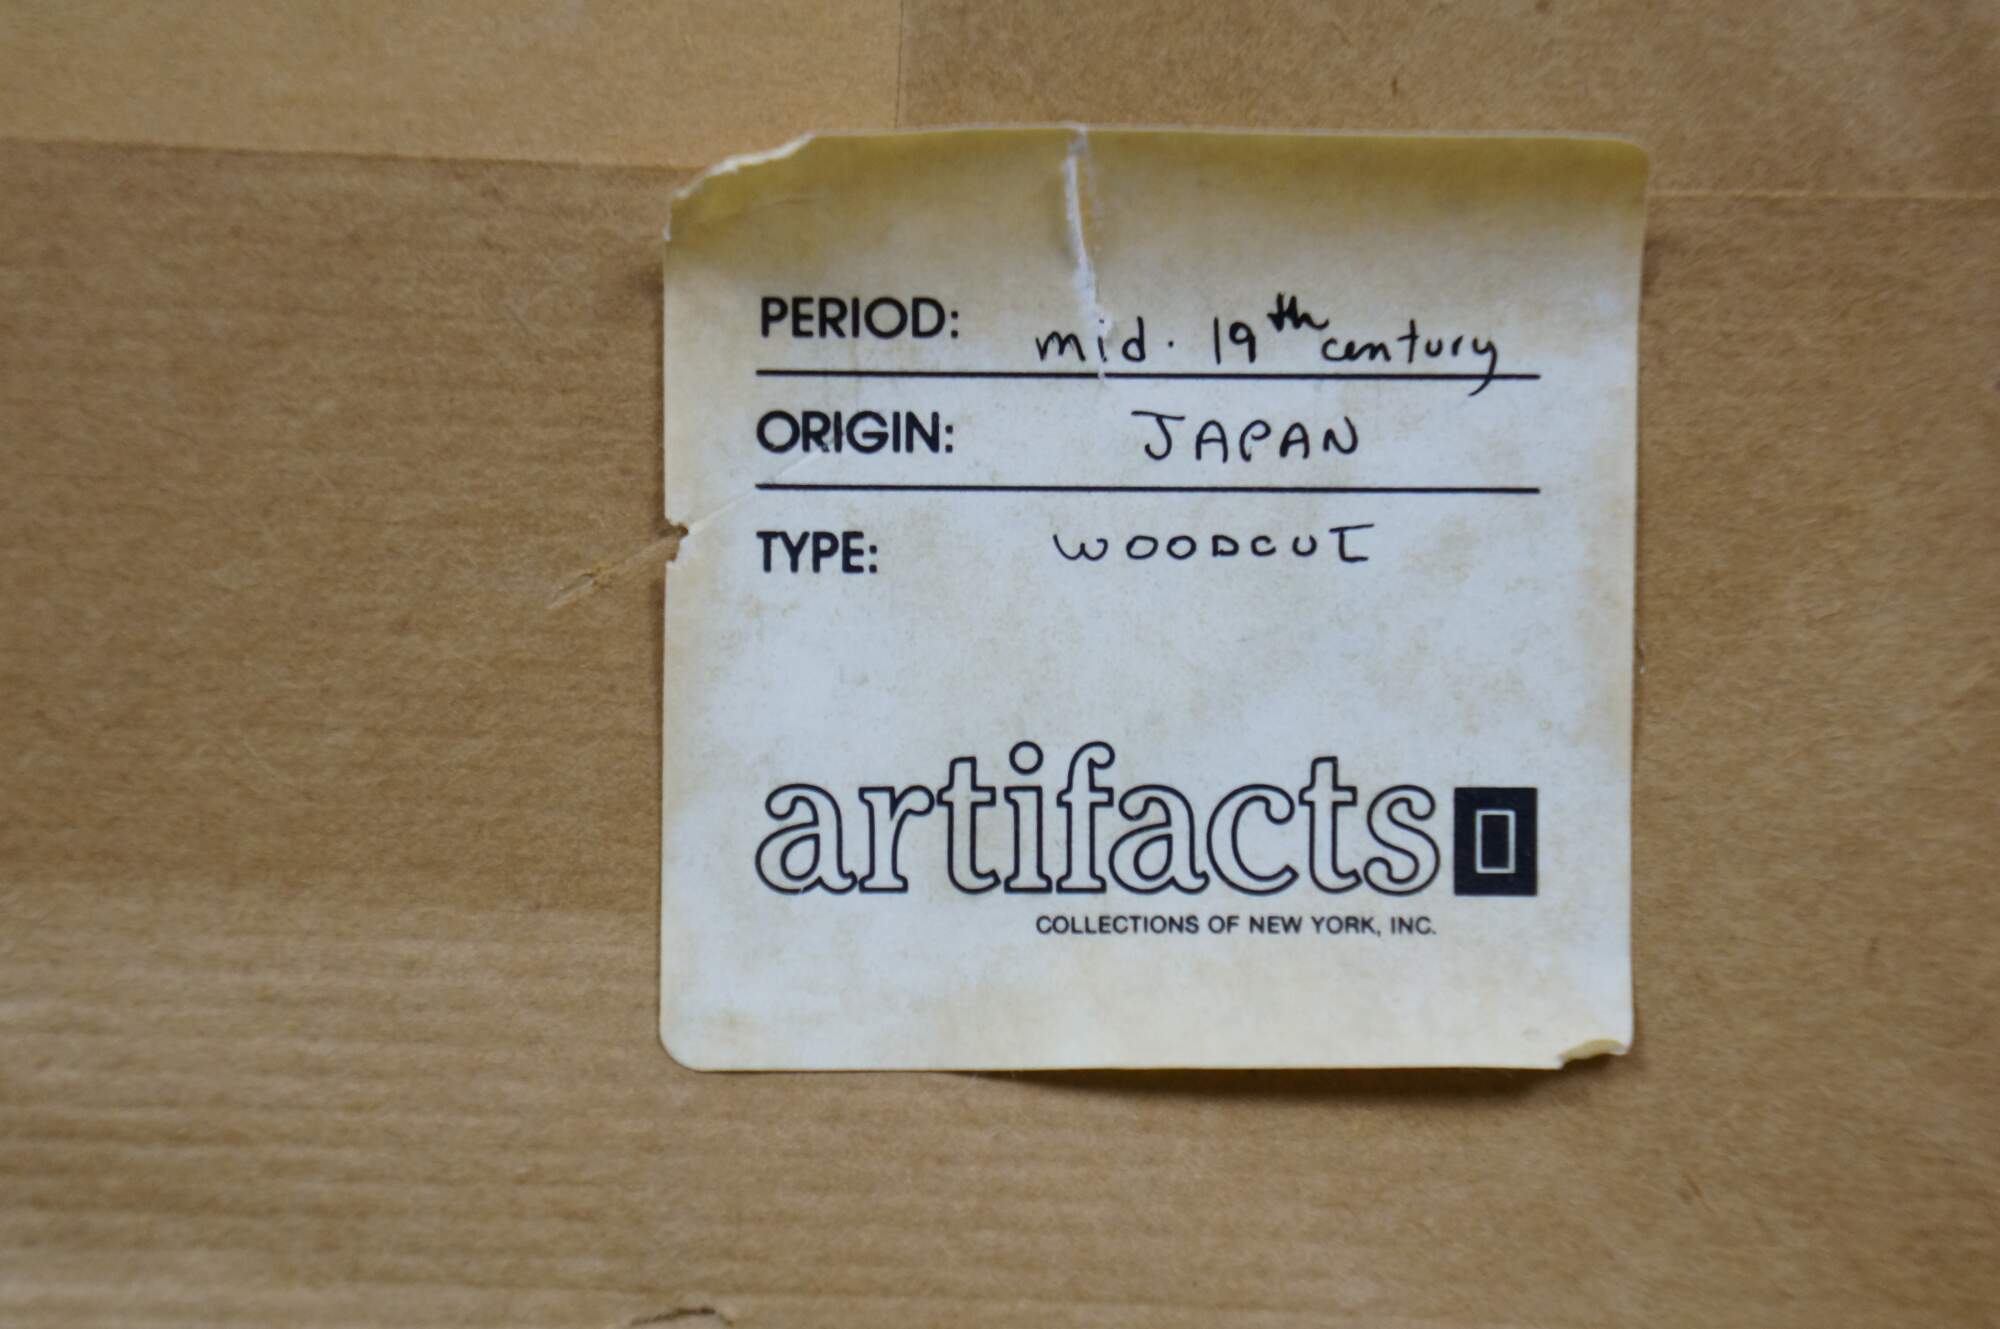 PERIOD: mid. 19th century
ORIGIN: JAPAN
TYPE: WOODCUT
artifacts
COLLECTIONS OF NEW YORK, INC.